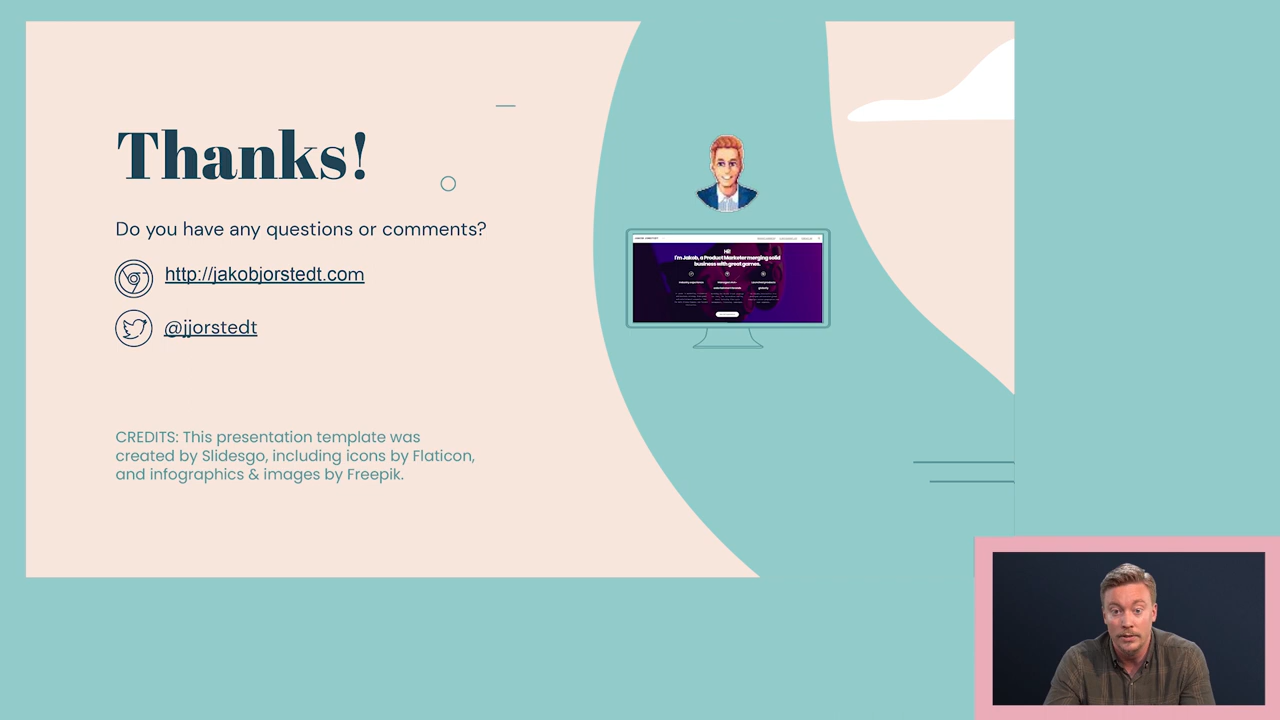 Thanks!
Do you have any questions or comments?
http://jakobjorstedt.com
@jjorstedt
CREDITS: This presentation template was
created by Slidesgo, including icons by Flaticon,
and infographics & images by Freepik.
Hi!
I'm Jakob, a Product Marketer merging solid
business with great games.